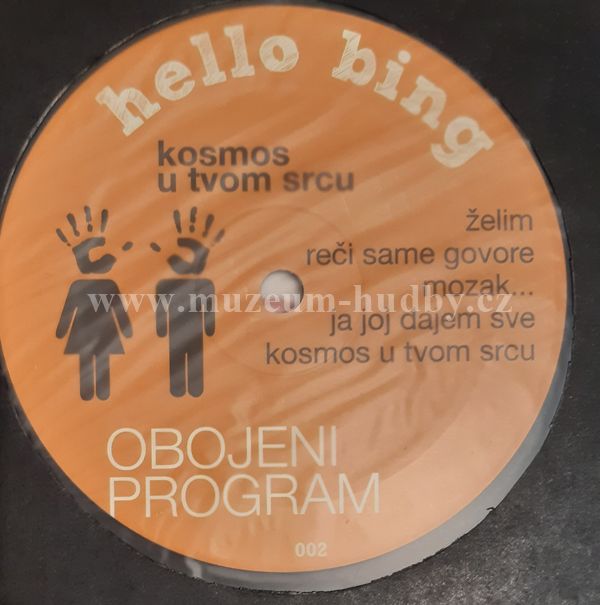 hello bing
kosmos
u tvom srcu
želim
reči same govore
mozak...
www.muzeum-hudby.cz
ja joj dajem sve
kosmos u tvom srcu
OBOJENI
PROGRAM
002